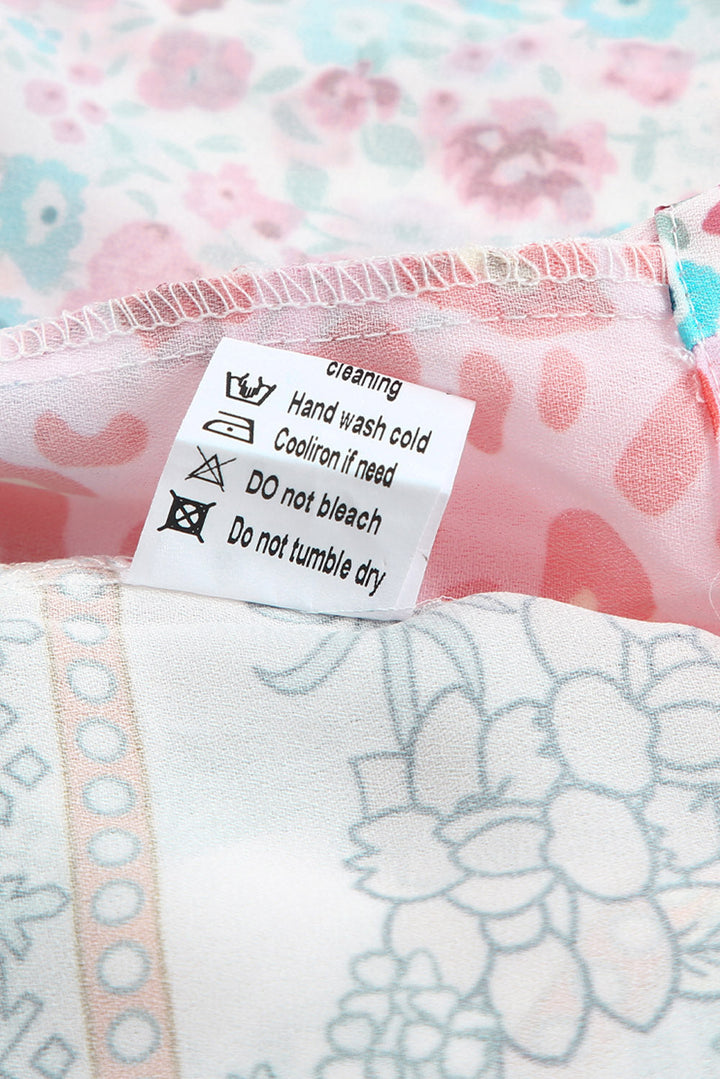 cleaning
Hand wash cold
Cooliron if need
DO not bleach
Do not tumble dry